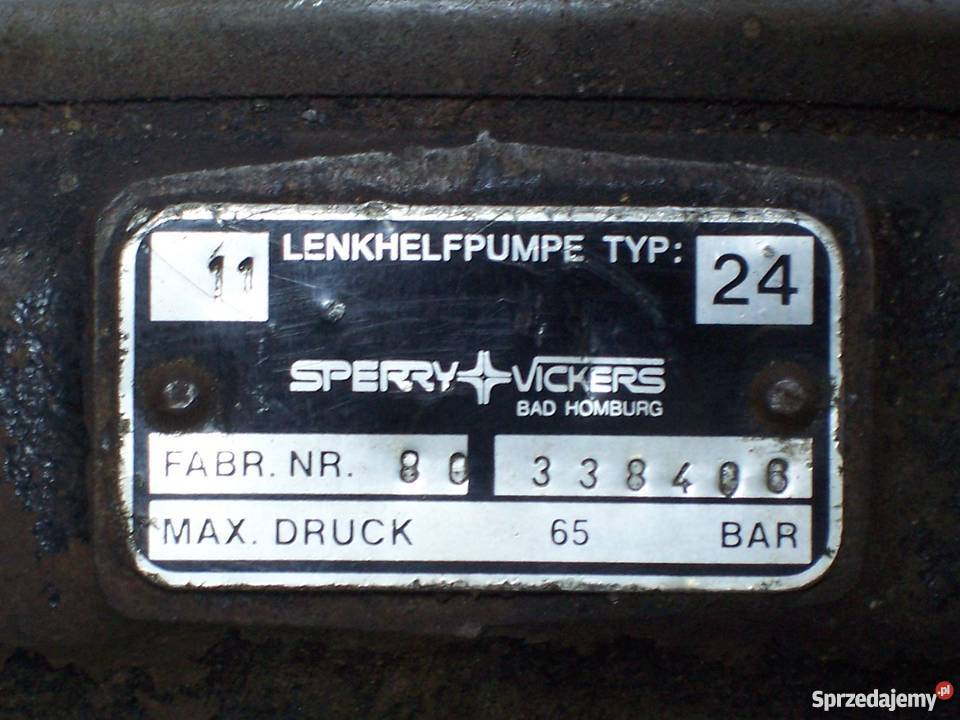 11 LENKHELFPUMPE TYP: 24
SPERRY VICKERS
BAD HOMBURG
FABR. NR. 80 338406
MAX. DRUCK 65 BAR
Sprzedajemy.pl